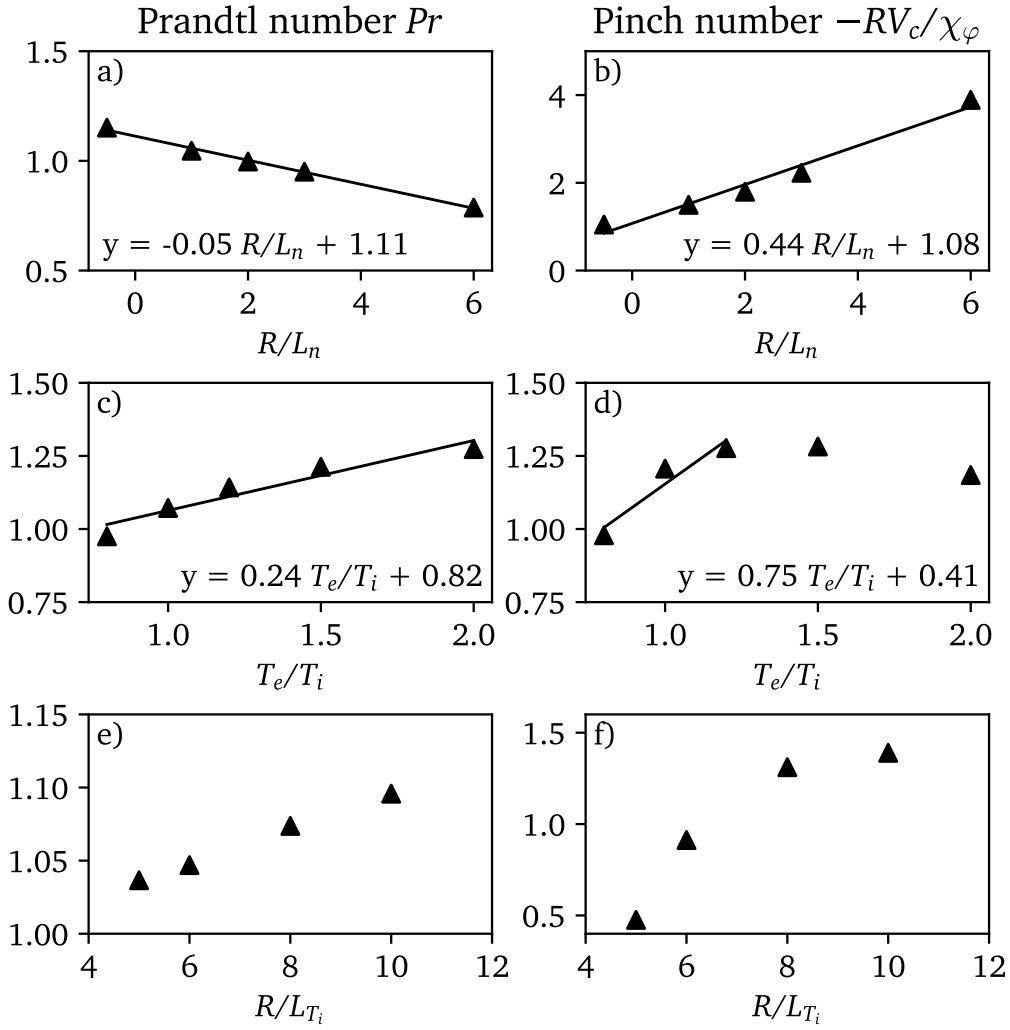 Prandtl number Pr
Pinch number −RV_c/χ_φ
a)
1.5
1.0
0.5
y = -0.05 R/L_n + 1.11
0 2 4 6
R/L_n
b)
4
2
0
y = 0.44 R/L_n + 1.08
0 2 4 6
R/L_n
c)
1.50
1.25
1.00
0.75
y = 0.24 T_e/T_i + 0.82
1.0 1.5 2.0
T_e/T_i
d)
1.50
1.25
1.00
0.75
y = 0.75 T_e/T_i + 0.41
1.0 1.5 2.0
T_e/T_i
e)
1.15
1.10
1.05
1.00
4 6 8 10 12
R/L_{T_i}
f)
1.5
1.0
0.5
4 6 8 10 12
R/L_{T_i}